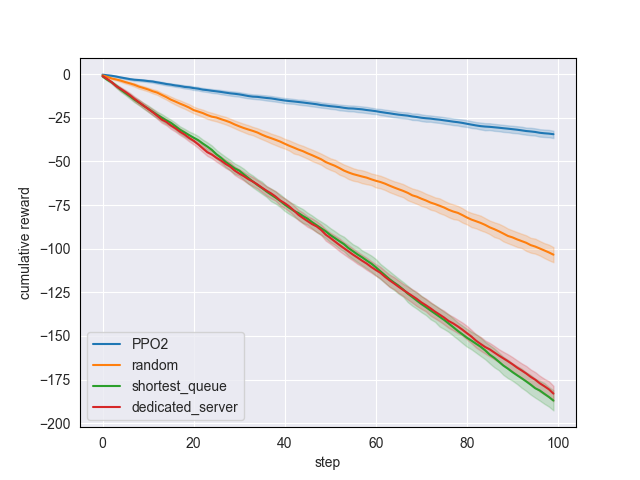 0
−25
−50
−75
−100
−125
−150
−175
−200
cumulative reward
PPO2
random
shortest_queue
dedicated_server
0 20 40 60 80 100
step